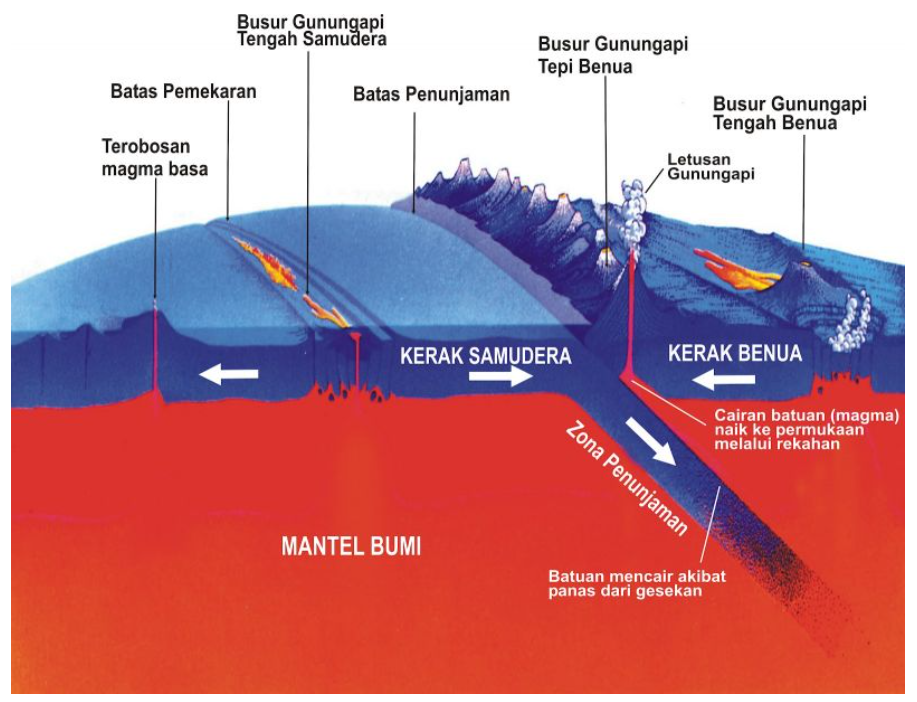 Busur Gunungapi
Tengah Samudera
Batas Pemekaran
Terobosan
magma basa
Batas Penunjaman
Busur Gunungapi
Tepi Benua
Busur Gunungapi
Tengah Benua
Letusan
Gunungapi
KERAK SAMUDERA
KERAK BENUA
Cairan batuan (magma)
naik ke permukaan
melalui rekahan
Zona Penunjaman
MANTEL BUMI
Batuan mencair akibat
panas dari gesekan